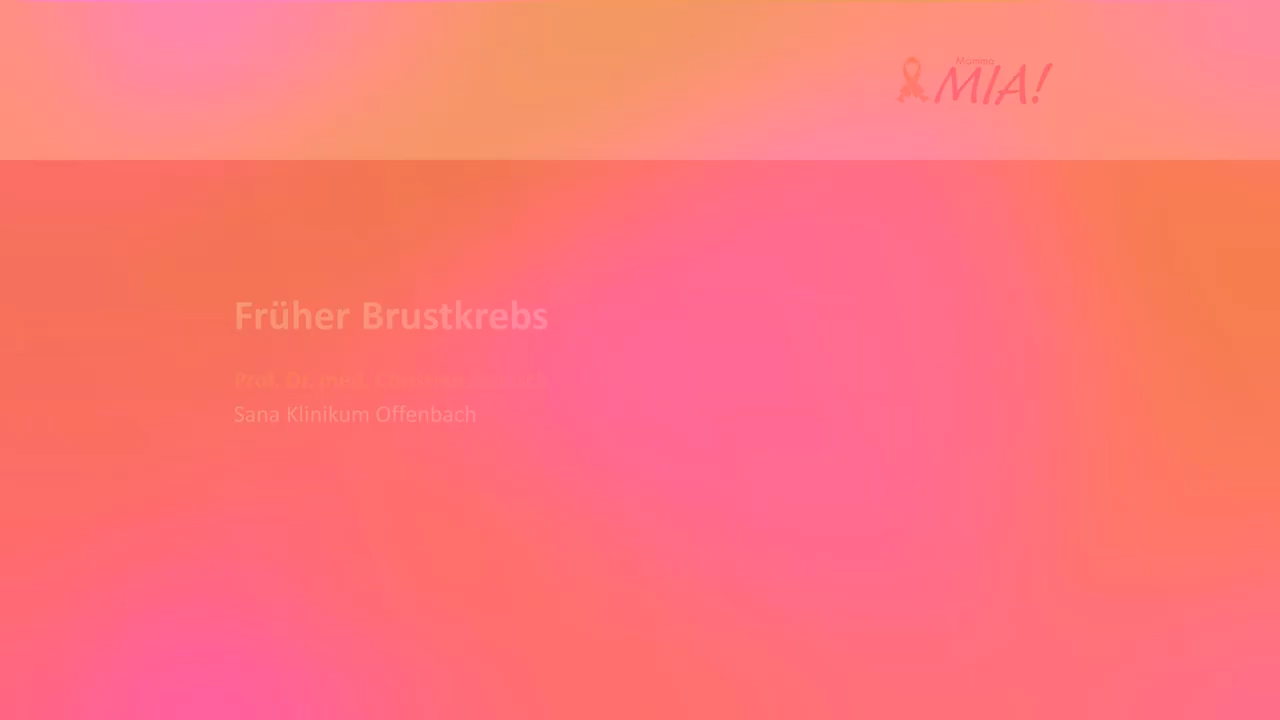 Mamma
MIA!
Früher Brustkrebs
Prof. Dr. med. Christian
Sana Klinikum Offenbach